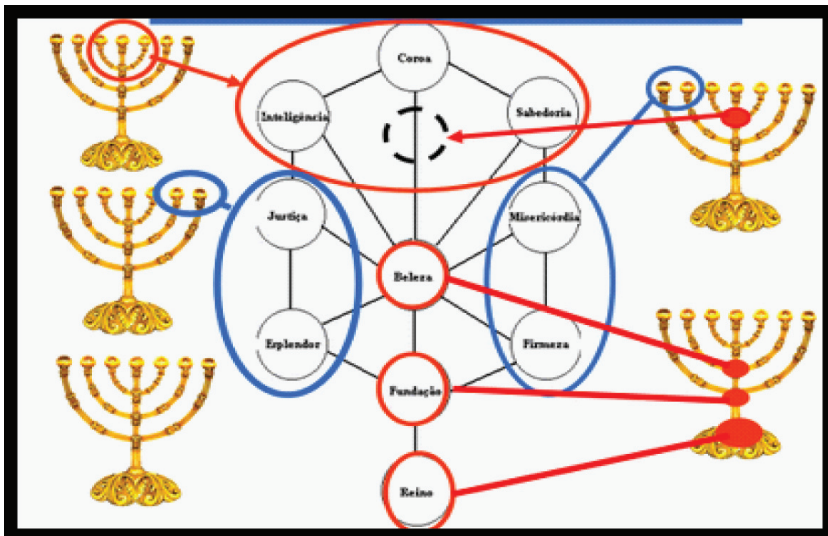 Coroa
Inteligência
Sabedoria
Justiça
Misericórdia
Beleza
Esplendor
Firmeza
Fundação
Reino